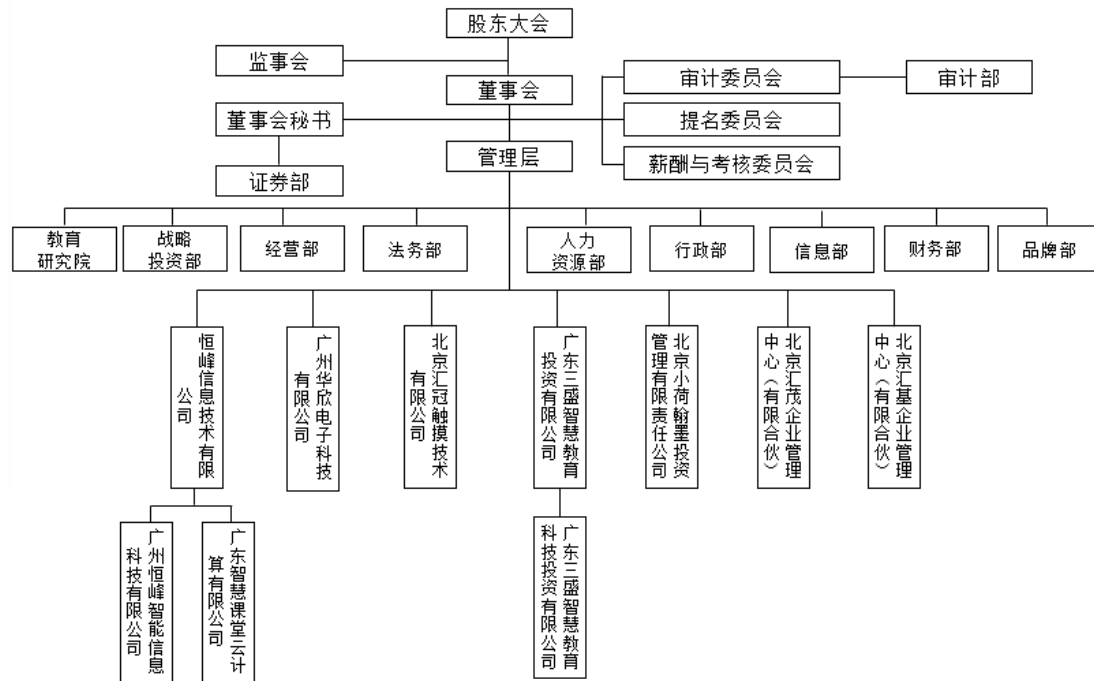 股东大会
监事会
董事会
审计委员会
审计部
董事会秘书
提名委员会
管理层
薪酬与考核委员会
证券部
教育
研究院
战略
投资部
经营部
法务部
人力
资源部
行政部
信息部
财务部
品牌部
恒峰信息技术有限
公司
广州华欣电子科技
有限公司
北京汇冠触摸技术
有限公司
广东三盛智慧教育
投资有限公司
北京小荷翰墨投资
管理有限责任公司
北京汇茂企业管理
中心（有限合伙）
北京汇基企业管理
中心（有限合伙）
广州恒峰智能信息
科技有限公司
广东智慧课堂云计
算有限公司
广东三盛智慧教育
科技投资有限公司